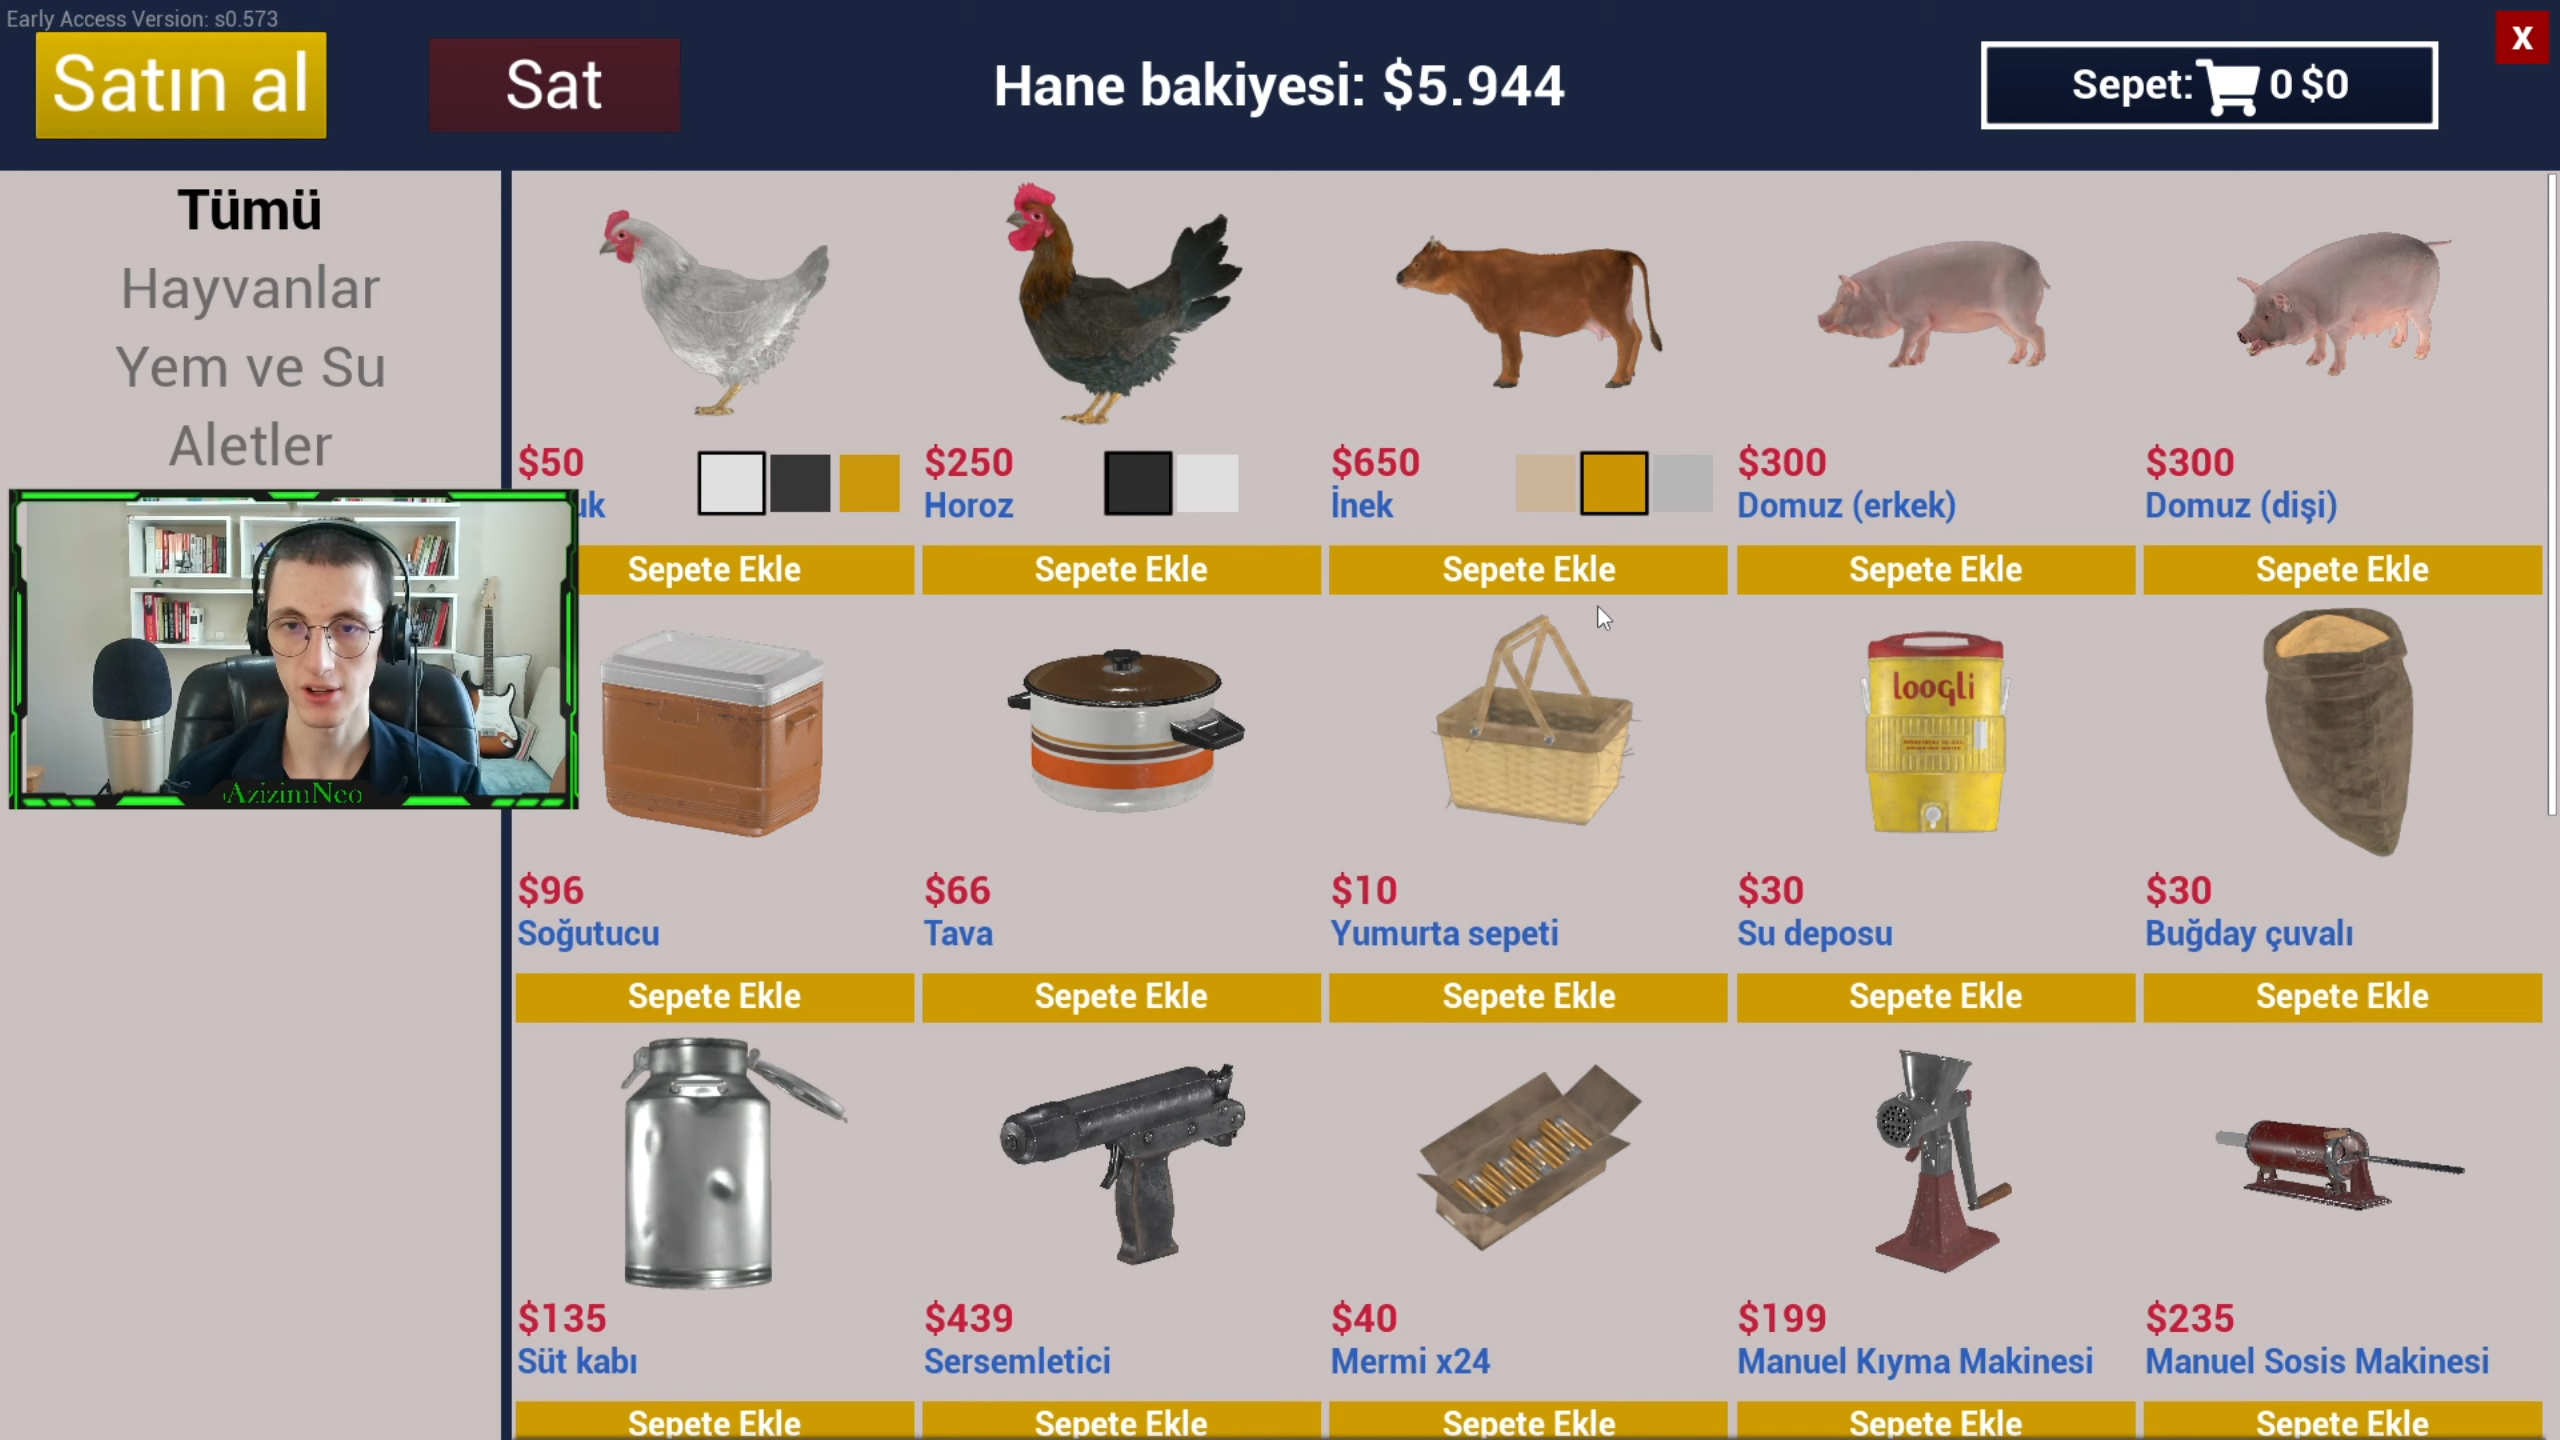 Early Access Version: s0.573
Satın al
Sat
Hane bakiyesi: $5.944
Sepet: 0 $0
X
Tümü
Hayvanlar
Yem ve Su
Aletler
$50
uk
Sepete Ekle
$250
Horoz
Sepete Ekle
$650
İnek
Sepete Ekle
$300
Domuz (erkek)
Sepete Ekle
$300
Domuz (dişi)
Sepete Ekle
AzizimNeo
$96
Soğutucu
Sepete Ekle
$66
Tava
Sepete Ekle
$10
Yumurta sepeti
Sepete Ekle
looqli
$30
Su deposu
Sepete Ekle
$30
Buğday çuvalı
Sepete Ekle
$135
Süt kabı
Sepete Ekle
$439
Sersemletici
Sepete Ekle
$40
Mermi x24
Sepete Ekle
$199
Manuel Kıyma Makinesi
Sepete Ekle
$235
Manuel Sosis Makinesi
Sepete Ekle